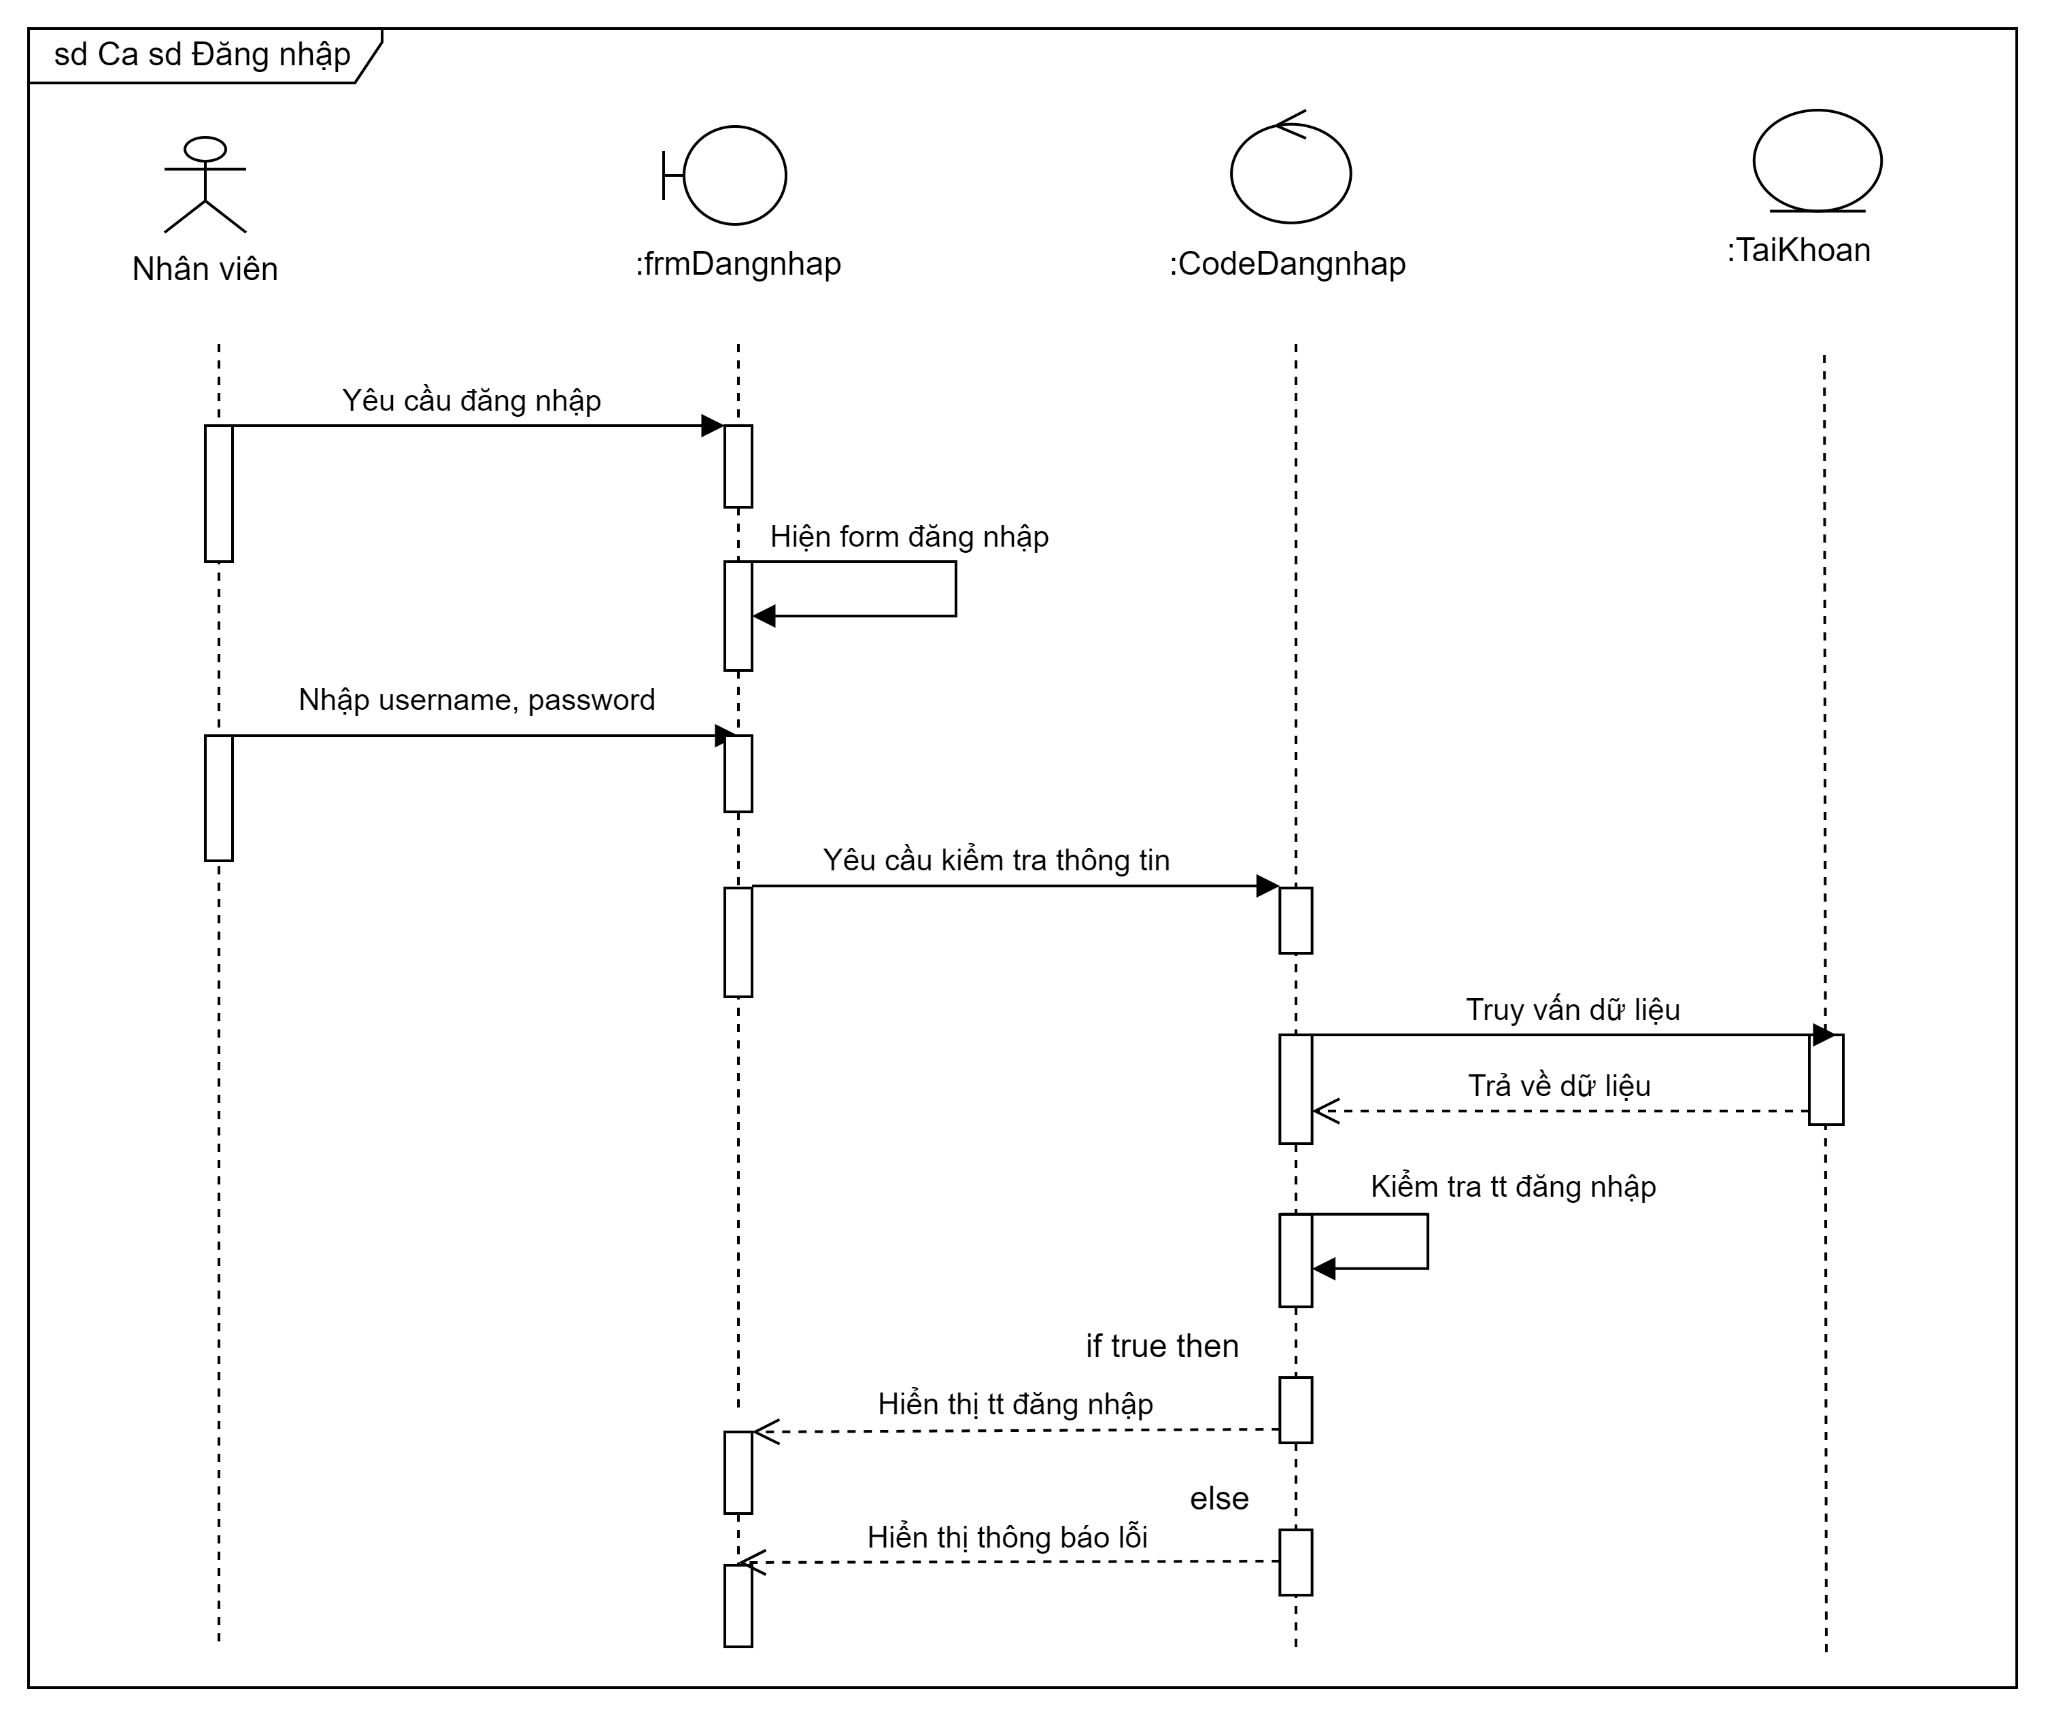 sd Ca sd Đăng nhập
Nhân viên
:frmDangnhap
:CodeDangnhap
:TaiKhoan
Yêu cầu đăng nhập
Hiện form đăng nhập
Nhập username, password
Yêu cầu kiểm tra thông tin
Truy vấn dữ liệu
Trả về dữ liệu
Kiểm tra tt đăng nhập
if true then
Hiển thị tt đăng nhập
else
Hiển thị thông báo lỗi